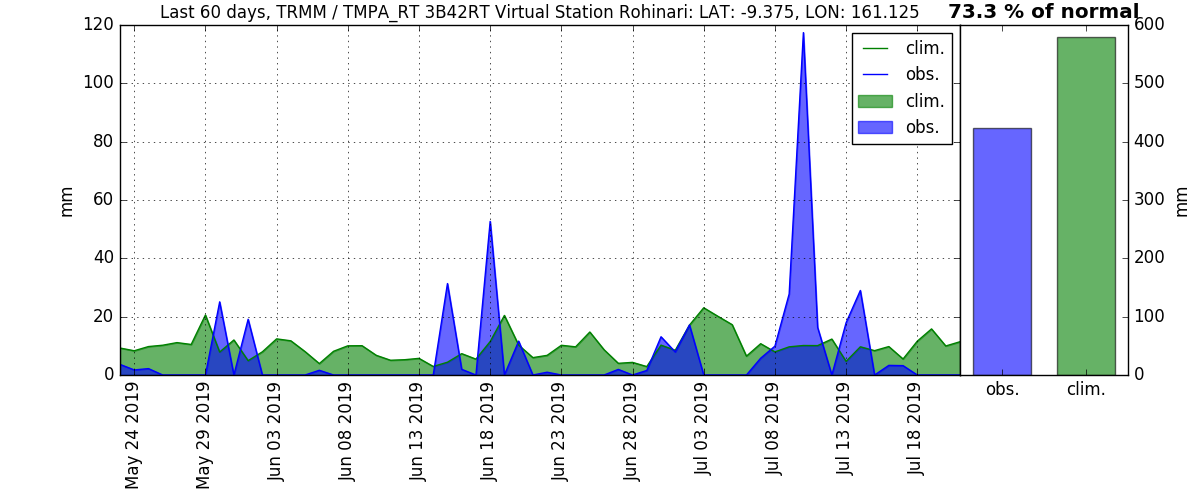 Last 60 days, TRMM / TMPA_RT 3B42RT Virtual Station Rohinari: LAT: -9.375, LON: 161.125
73.3 % of normal
120
100
80
60
40
20
0
mm
clim.
obs.
clim.
obs.
600
500
400
300
200
100
0
mm
May 24 2019
May 29 2019
Jun 03 2019
Jun 08 2019
Jun 13 2019
Jun 18 2019
Jun 23 2019
Jun 28 2019
Jul 03 2019
Jul 08 2019
Jul 13 2019
Jul 18 2019
obs.
clim.